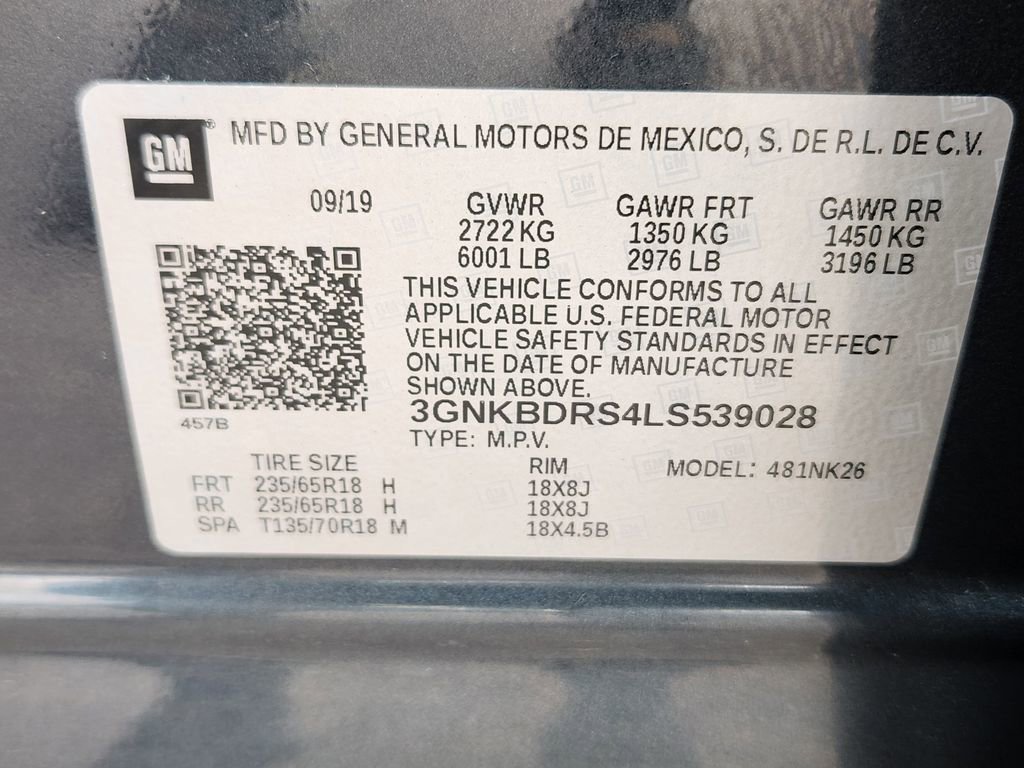 GM® MFD BY GENERAL MOTORS DE MEXICO, S. DE R.L. DE C.V.
09/19 GVWR GAWR FRT GAWR RR
2722 KG 1350 KG 1450 KG
6001 LB 2976 LB 3196 LB
THIS VEHICLE CONFORMS TO ALL
APPLICABLE U.S. FEDERAL MOTOR
VEHICLE SAFETY STANDARDS IN EFFECT
ON THE DATE OF MANUFACTURE
SHOWN ABOVE.
3GNKBDRS4LS539028
457B
TYPE: M.P.V.
TIRE SIZE RIM MODEL: 481NK26
FRT 235/65R18 H 18X8J
RR 235/65R18 H 18X8J
SPA T135/70R18 M 18X4.5B